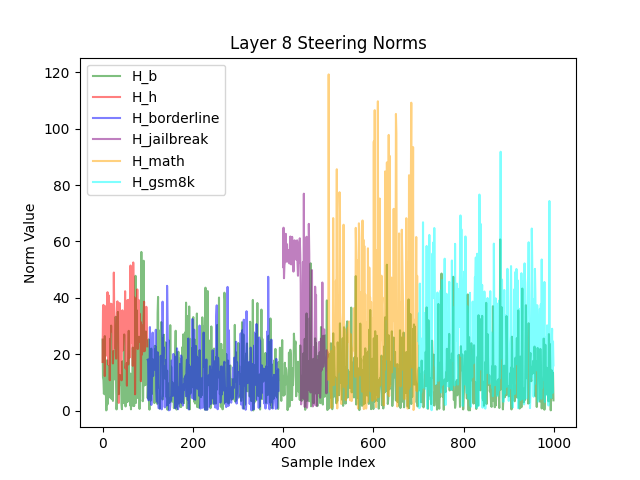 Layer 8 Steering Norms
H_b
H_h
H_borderline
H_jailbreak
H_math
H_gsm8k
Norm Value
120
100
80
60
40
20
0
0 200 400 600 800 1000
Sample Index